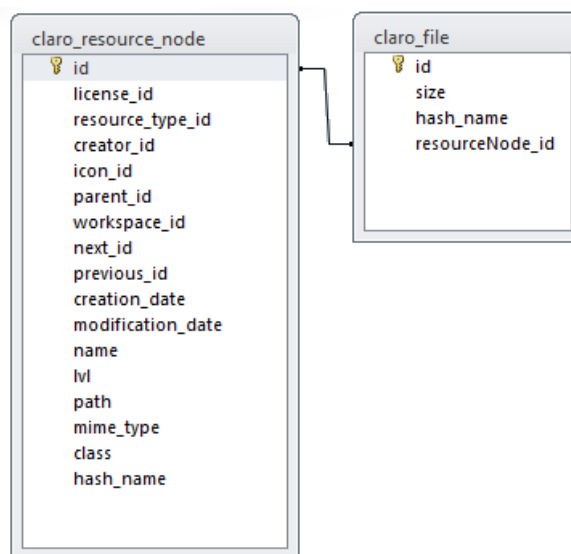 claro_resource_node
id
license_id
resource_type_id
creator_id
icon_id
parent_id
workspace_id
next_id
previous_id
creation_date
modification_date
name
lvl
path
mime_type
class
hash_name
claro_file
id
size
hash_name
resourceNode_id